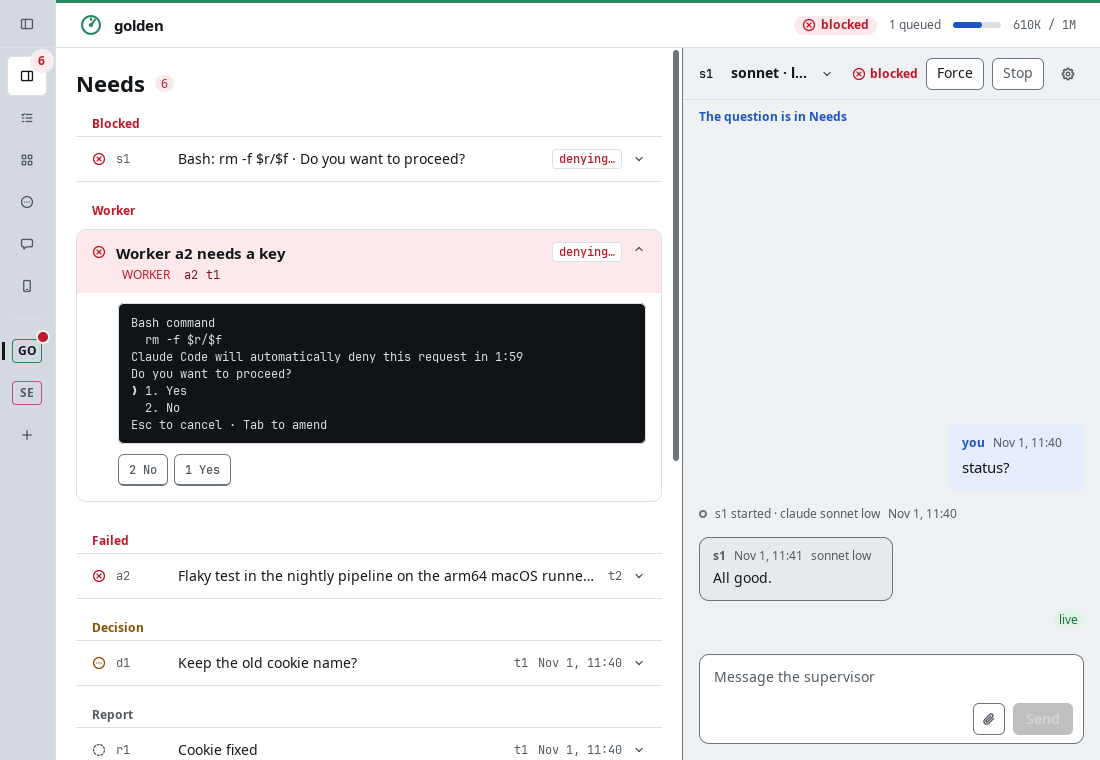 golden
blocked
1 queued
610K / 1M
6
Needs 6
Blocked
s1 Bash: rm -f $r/$f · Do you want to proceed? denying…
Worker
Worker a2 needs a key denying…
WORKER a2 t1
Bash command
rm -f $r/$f
Claude Code will automatically deny this request in 1:59
Do you want to proceed?
❯ 1. Yes
2. No
Esc to cancel · Tab to amend
2 No 1 Yes
Failed
a2 Flaky test in the nightly pipeline on the arm64 macOS runne… t2
Decision
d1 Keep the old cookie name? t1 Nov 1, 11:40
Report
r1 Cookie fixed t1 Nov 1, 11:40
GO
SE
s1 sonnet · l… blocked Force Stop
The question is in Needs
you Nov 1, 11:40
status?
s1 started · claude sonnet low Nov 1, 11:40
s1 Nov 1, 11:41 sonnet low
All good.
live
Message the supervisor
Send